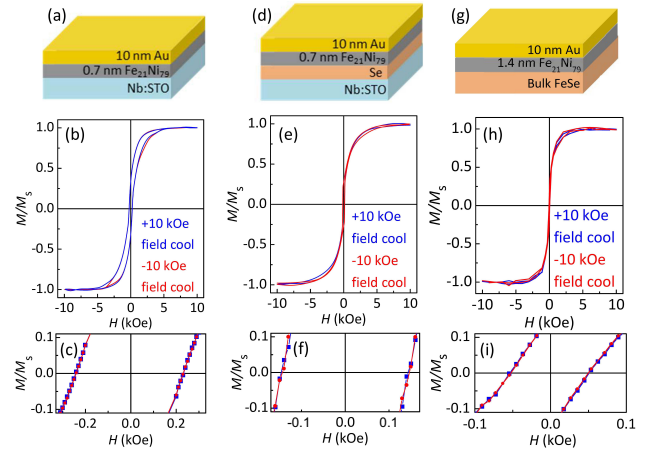 (a)
10 nm Au
0.7 nm Fe21Ni79
Nb:STO
(d)
10 nm Au
0.7 nm Fe21Ni79
Se
Nb:STO
(g)
10 nm Au
1.4 nm Fe21Ni79
Bulk FeSe
(b)
1.0
0.5
0.0
-0.5
-1.0
M/Ms
+10 kOe
field cool
-10 kOe
field cool
-10 -5 0 5 10
H (kOe)
(e)
1.0
0.5
0.0
-0.5
-1.0
M/Ms
+10 kOe
field cool
-10 kOe
field cool
-10 -5 0 5 10
H (kOe)
(h)
1.0
0.5
0.0
-0.5
-1.0
M/Ms
+10 kOe
field cool
-10 kOe
field cool
-10 -5 0 5 10
H (kOe)
(c)
0.1
0.0
-0.1
M/Ms
-0.2 0.0 0.2
H (kOe)
(f)
0.1
0.0
-0.1
M/Ms
-0.1 0.0 0.1
H (kOe)
(i)
0.1
0.0
-0.1
M/Ms
-0.1 0.0 0.1
H (kOe)